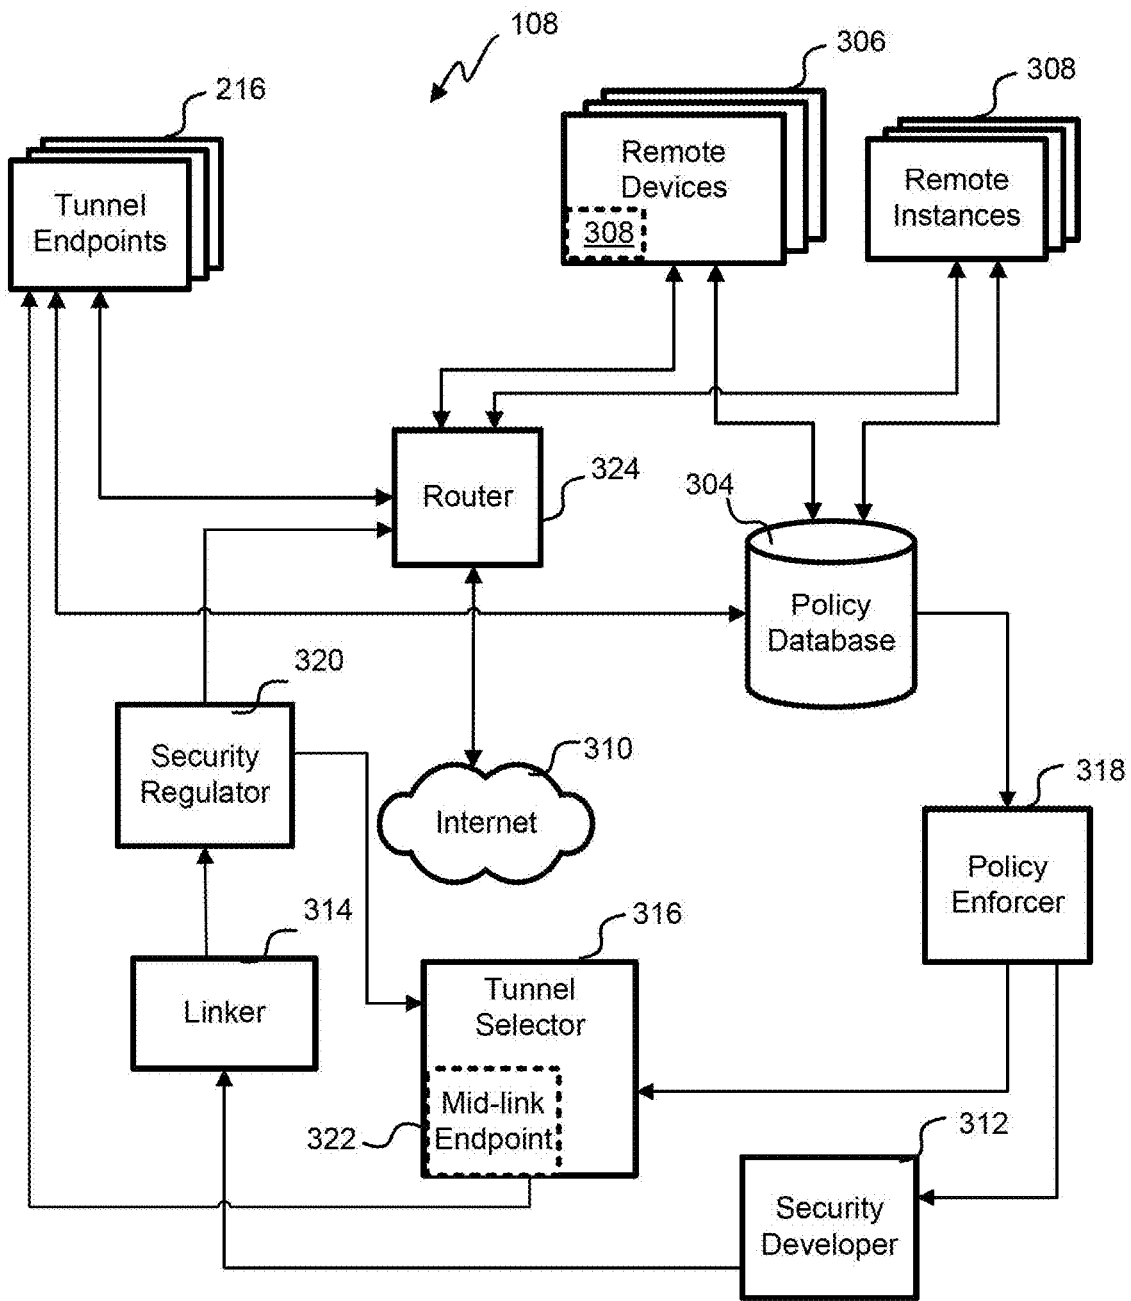 108
306
308
216
Remote
Devices
308
Remote
Instances
Tunnel
Endpoints
324
Router
304
Policy
Database
320
Security
Regulator
310
Internet
318
Policy
Enforcer
314
Linker
316
Tunnel
Selector
Mid-link
Endpoint
322
312
Security
Developer